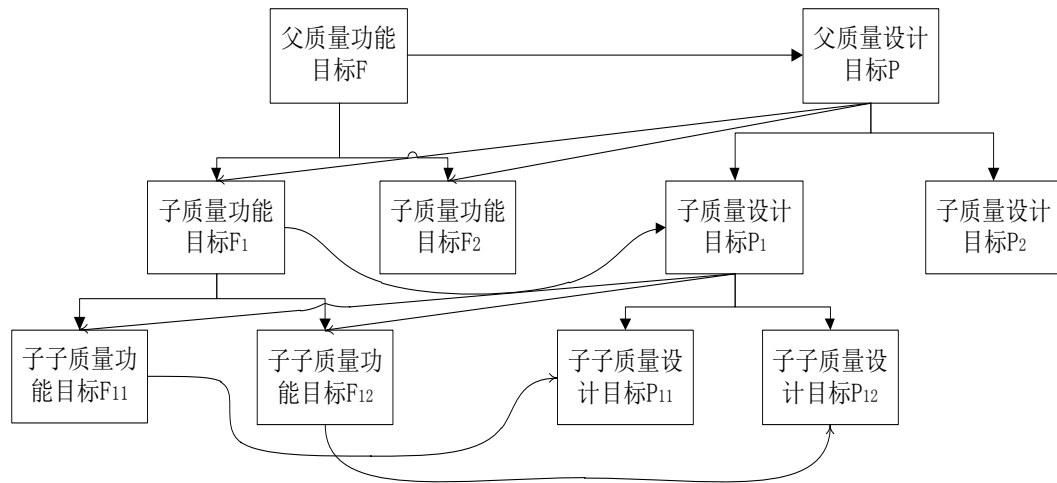 父质量功能
目标F
父质量设计
目标P
子质量功能
目标F1
子质量功能
目标F2
子质量设计
目标P1
子质量设计
目标P2
子子质量功
能目标F11
子子质量功
能目标F12
子子质量设
计目标P11
子子质量设
计目标P12